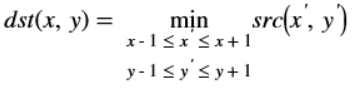 dst(x, y) = min src(x′, y′)
x - 1 ≤ x′ ≤ x + 1
y - 1 ≤ y′ ≤ y + 1